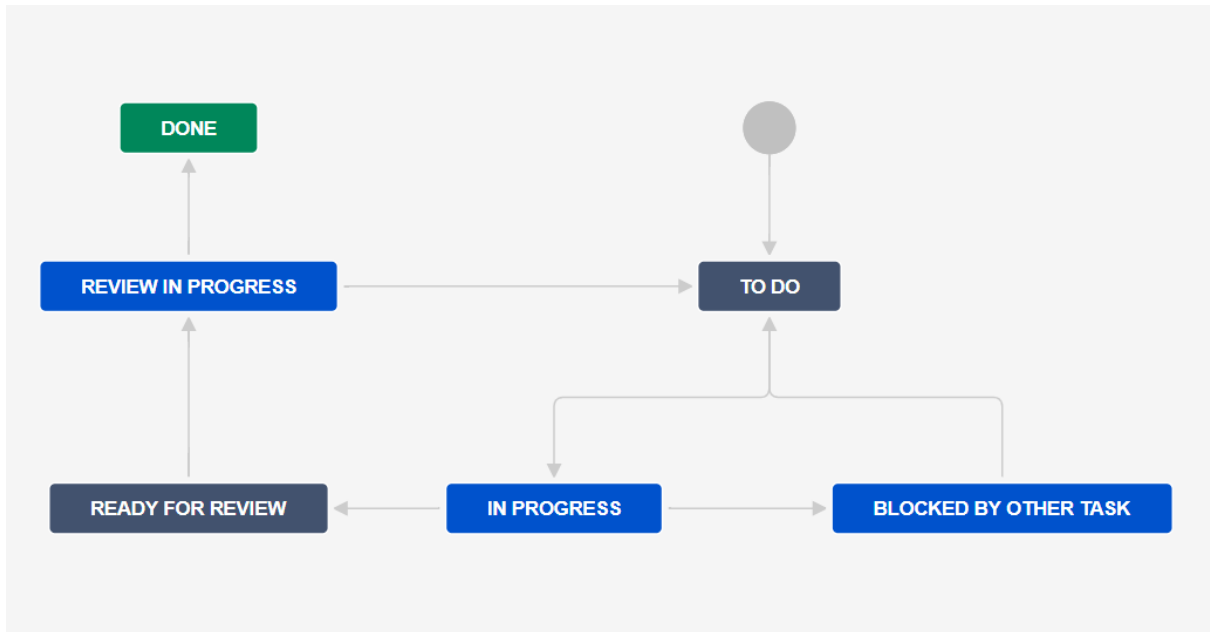 DONE
REVIEW IN PROGRESS
TO DO
READY FOR REVIEW
IN PROGRESS
BLOCKED BY OTHER TASK